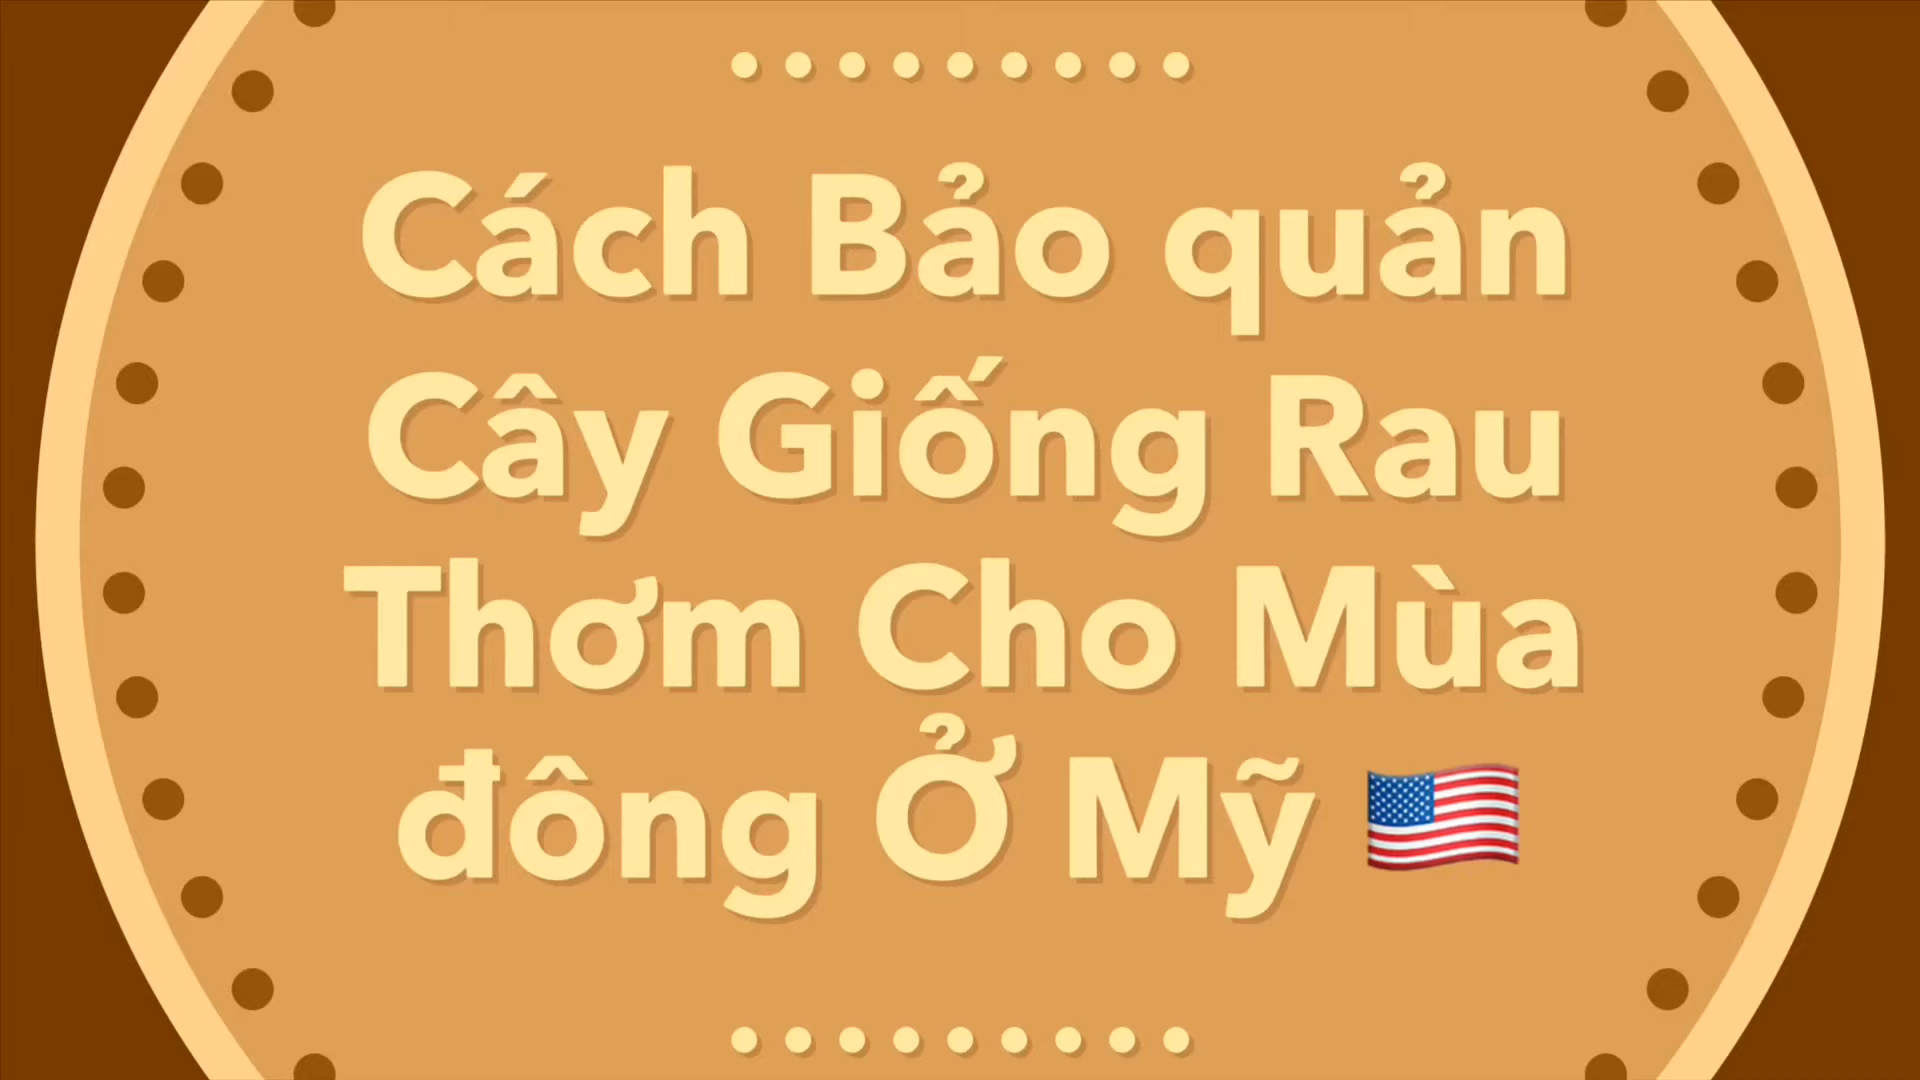 Cách Bảo quản
Cây Giống Rau
Thơm Cho Mùa
đông Ở Mỹ 🇺🇸